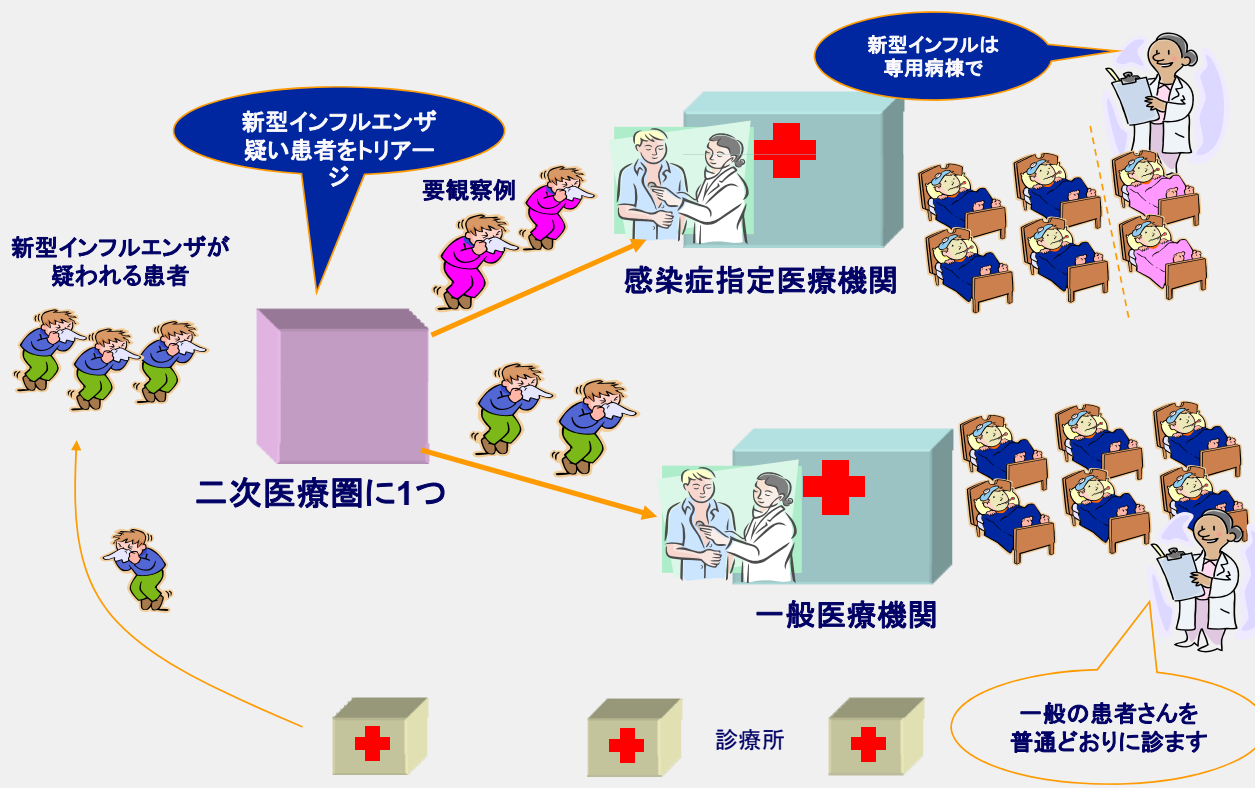 新型インフルは
専用病棟で
新型インフルエンザ
疑い患者をトリアー
ジ
要観察例
新型インフルエンザが
疑われる患者
感染症指定医療機関
二次医療圏に1つ
一般医療機関
診療所
一般の患者さんを
普通どおりに診ます